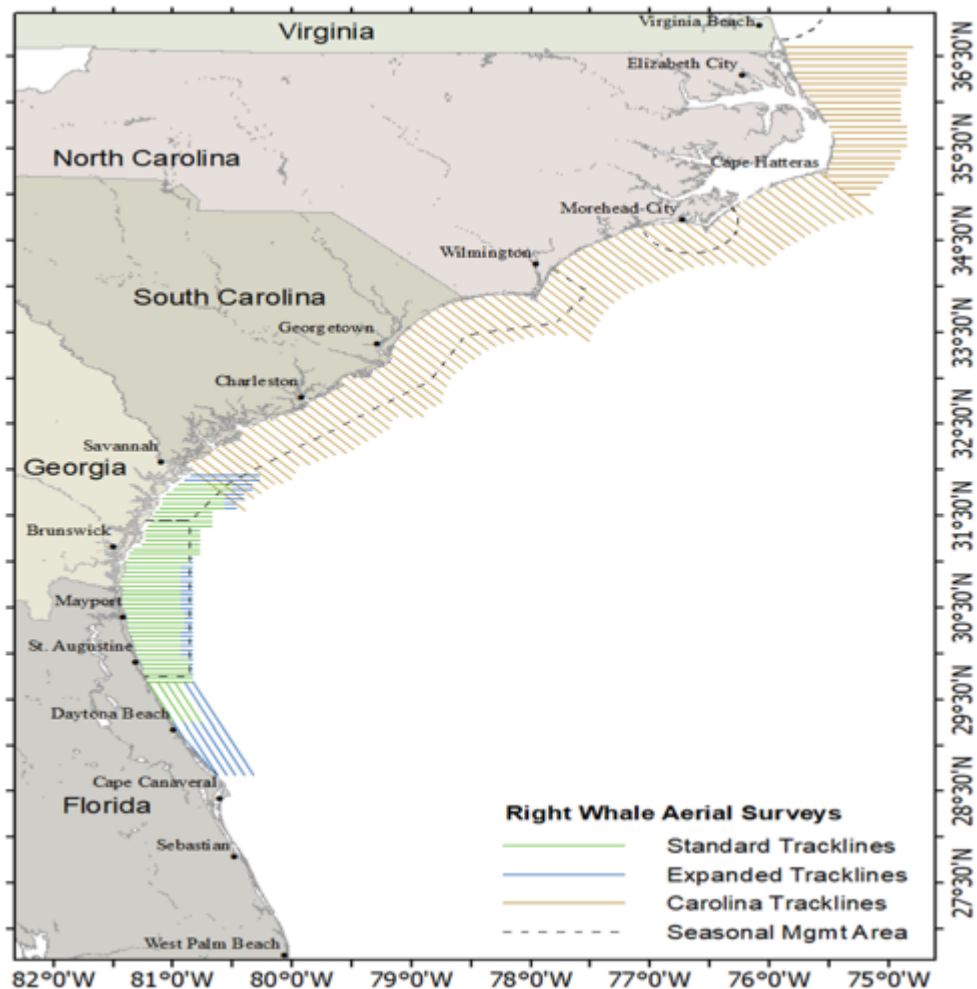 Virginia
Virginia Beach
Elizabeth City
North Carolina
Cape Hatteras
Morehead City
Wilmington
South Carolina
Georgetown
Charleston
Savannah
Georgia
Brunswick
Mayport
St. Augustine
Daytona Beach
Cape Canaveral
Florida
Sebastian
West Palm Beach
Right Whale Aerial Surveys
Standard Tracklines
Expanded Tracklines
Carolina Tracklines
Seasonal Mgmt Area
36°30'N
35°30'N
34°30'N
33°30'N
32°30'N
31°30'N
30°30'N
29°30'N
28°30'N
27°30'N
82°0'W 81°0'W 80°0'W 79°0'W 78°0'W 77°0'W 76°0'W 75°0'W